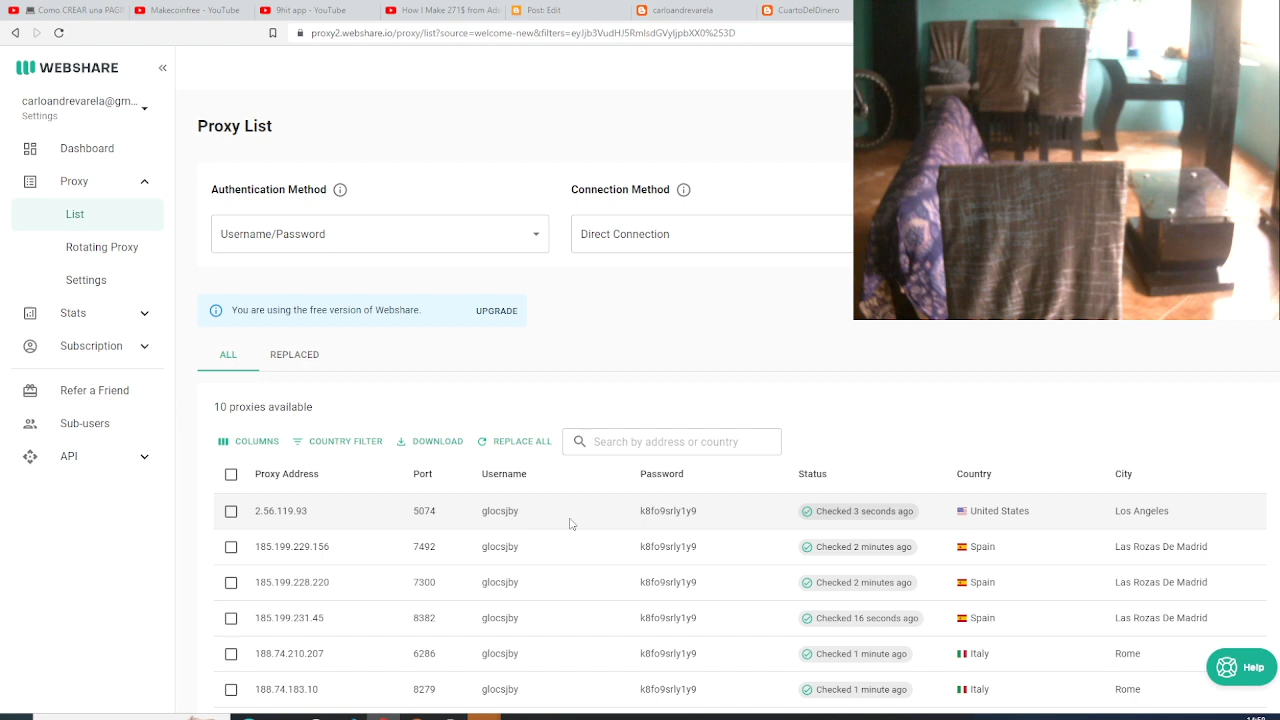 Como CREAR una PAGI
Makecoinfree - YouTube
9hit app - YouTube
How I Make 271$ from Ads
Post: Edit
carloandrevarela
CuartoDelDinero
proxy2.webshare.io/proxy/list?source=welcome-new&filters=eyJjb3VudHJ5RmlsdGVyIjpbXX0%253D
WEBSHARE
carloandrevarela@gm...
Settings
Dashboard
Proxy
List
Rotating Proxy
Settings
Stats
Subscription
Refer a Friend
Sub-users
API
Proxy List
Authentication Method
Connection Method
Username/Password
Direct Connection
You are using the free version of Webshare. UPGRADE
ALL REPLACED
10 proxies available
COLUMNS COUNTRY FILTER DOWNLOAD REPLACE ALL Search by address or country
Proxy Address Port Username Password Status Country City
2.56.119.93 5074 glocsjby k8fo9srly1y9 Checked 3 seconds ago United States Los Angeles
185.199.229.156 7492 glocsjby k8fo9srly1y9 Checked 2 minutes ago Spain Las Rozas De Madrid
185.199.228.220 7300 glocsjby k8fo9srly1y9 Checked 2 minutes ago Spain Las Rozas De Madrid
185.199.231.45 8382 glocsjby k8fo9srly1y9 Checked 16 seconds ago Spain Las Rozas De Madrid
188.74.210.207 6286 glocsjby k8fo9srly1y9 Checked 1 minute ago Italy Rome
188.74.183.10 8279 glocsjby k8fo9srly1y9 Checked 1 minute ago Italy Rome
Help